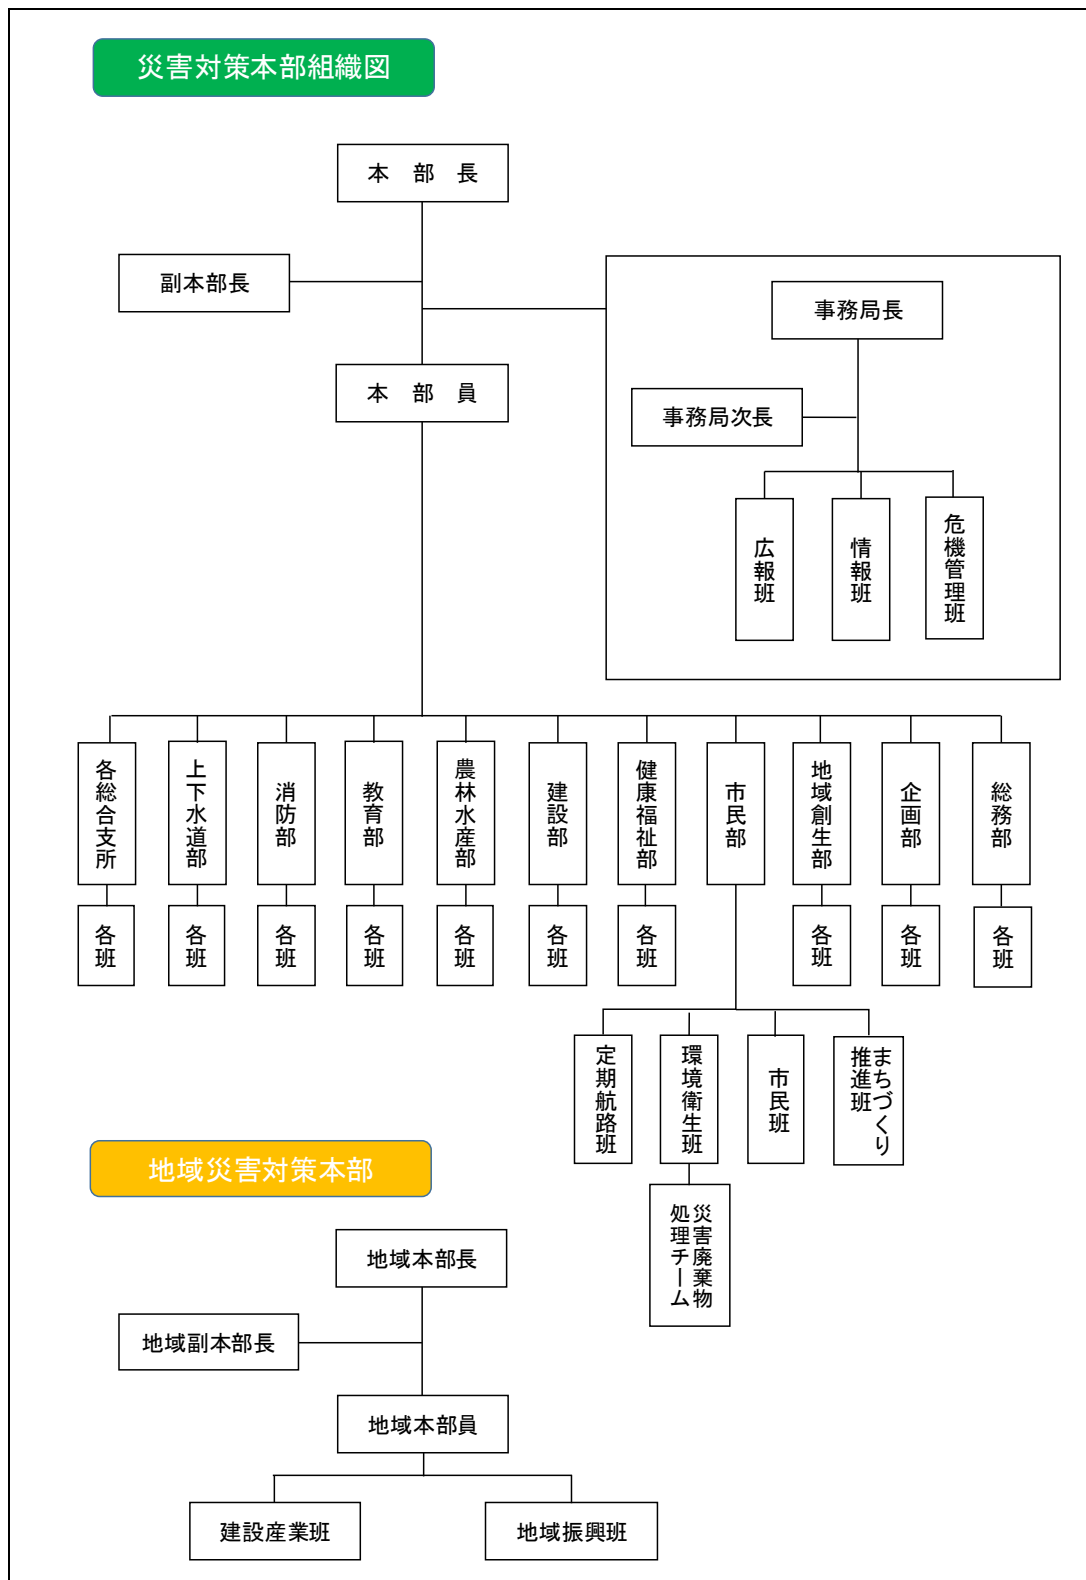 災害対策本部組織図
本　部　長
副本部長
事務局長
本　部　員
事務局次長
広報班
情報班
危機管理班
各総合支所
上下水道部
消防部
教育部
農林水産部
建設部
健康福祉部
市民部
地域創生部
企画部
総務部
各班
各班
各班
各班
各班
各班
各班
各班
各班
各班
定期航路班
環境衛生班
市民班
まちづくり
推進班
災害廃棄物
処理チーム
地域災害対策本部
地域本部長
地域副本部長
地域本部員
建設産業班
地域振興班